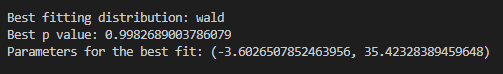 Best fitting distribution: wald
Best p value: 0.9982689003786079
Parameters for the best fit: (-3.6026507852463956, 35.42328389459648)